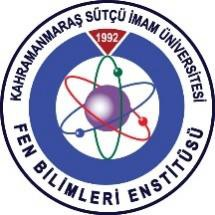 KAHRAMANMARAŞ SÜTÇÜ İMAM ÜNİVERSİTESİ
1992
FEN BİLİMLERİ ENSTİTÜSÜ